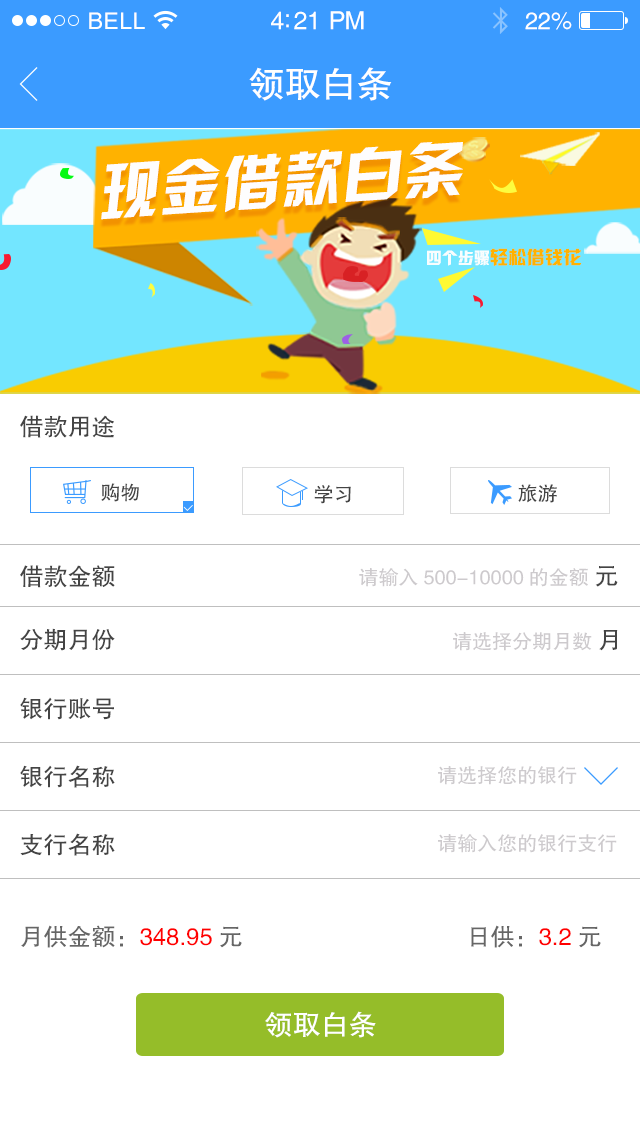 BELL 4:21 PM 22%
领取白条
现金借款白条
四个步骤轻松借钱花
借款用途
购物 学习 旅游
借款金额 请输入 500-10000 的金额 元
分期月份 请选择分期月数 月
银行账号
银行名称 请选择您的银行
支行名称 请输入您的银行支行
月供金额：348.95 元 日供：3.2 元
领取白条